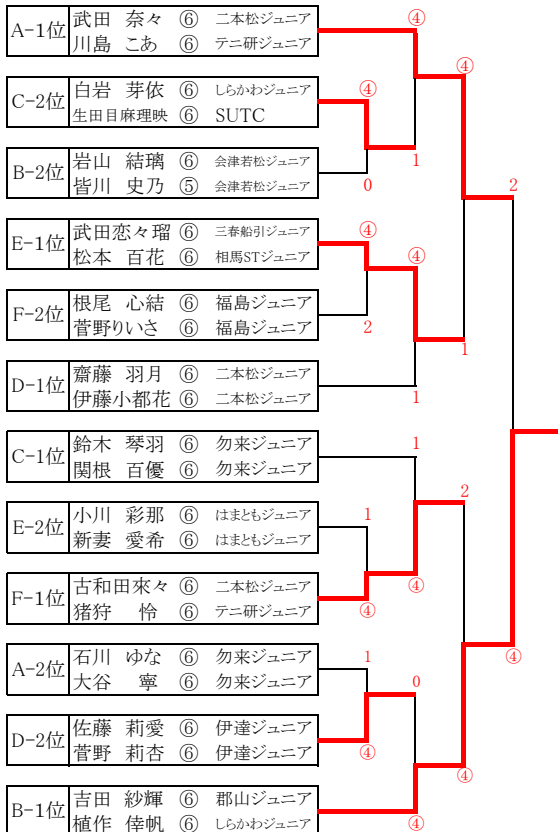 A-1位 武田 奈々 ⑥ 二本松ジュニア
川島 こあ ⑥ テニ研ジュニア
④
④
C-2位 白岩 芽依 ⑥ しらかわジュニア
生田目麻理映 ⑥ SUTC
④
1
B-2位 岩山 結璃 ⑥ 会津若松ジュニア
皆川 史乃 ⑤ 会津若松ジュニア
0
2
E-1位 武田恋々瑠 ⑥ 三春船引ジュニア
松本 百花 ⑥ 相馬STジュニア
④
④
F-2位 根尾 心結 ⑥ 福島ジュニア
菅野りいさ ⑥ 福島ジュニア
2
1
D-1位 齋藤 羽月 ⑥ 二本松ジュニア
伊藤小都花 ⑥ 二本松ジュニア
1
C-1位 鈴木 琴羽 ⑥ 勿来ジュニア
関根 百優 ⑥ 勿来ジュニア
1
2
E-2位 小川 彩那 ⑥ はまともジュニア
新妻 愛希 ⑥ はまともジュニア
1
F-1位 古和田來々 ⑥ 二本松ジュニア
猪狩 怜 ⑥ テニ研ジュニア
④
④
A-2位 石川 ゆな ⑥ 勿来ジュニア
大谷 寧 ⑥ 勿来ジュニア
1
0
④
D-2位 佐藤 莉愛 ⑥ 伊達ジュニア
菅野 莉杏 ⑥ 伊達ジュニア
④
④
B-1位 吉田 紗輝 ⑥ 郡山ジュニア
植作 倖帆 ⑥ しらかわジュニア
④